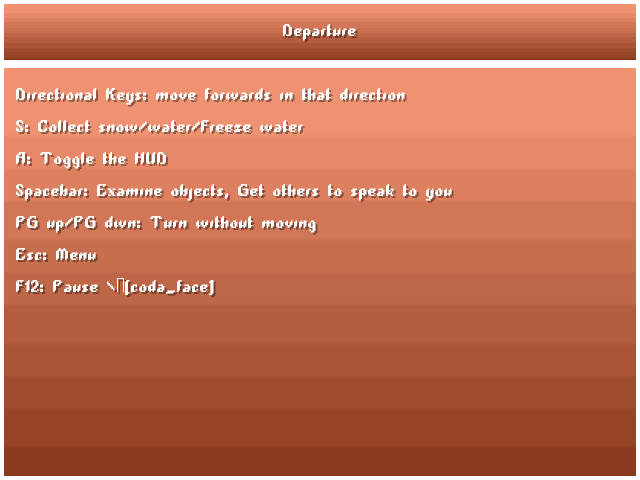 Departure
Directional Keys: move forwards in that direction
S: Collect snow/water/Freeze water
A: Toggle the HUD
Spacebar: Examine objects, Get others to speak to you
PG up/PG dwn: Turn without moving
Esc: Menu
F12: Pause \▯[coda_face]